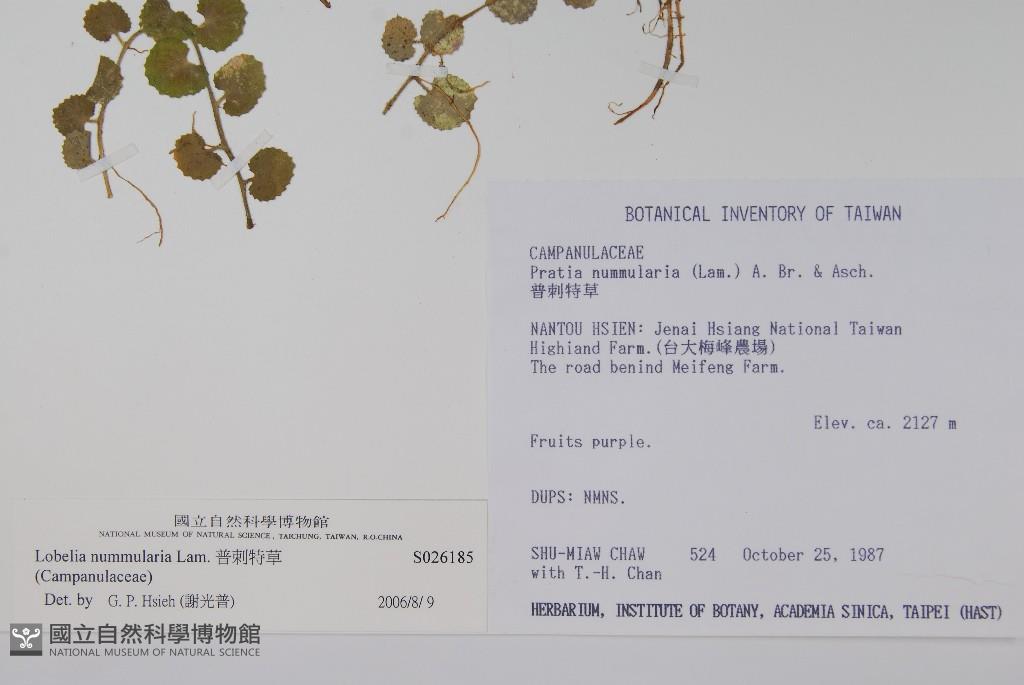 BOTANICAL INVENTORY OF TAIWAN
CAMPANULACEAE
Pratia nummularia (Lam.) A. Br. & Asch.
普刺特草
NANTOU HSIEN: Jenai Hsiang National Taiwan
Highland Farm.(台大梅峰農場)
The road benind Meifeng Farm.
Elev. ca. 2127 m
Fruits purple.
DUPS: NMNS.
SHU-MIAW CHAW 524 October 25, 1987
with T.-H. Chan
HERBARIUM, INSTITUTE OF BOTANY, ACADEMIA SINICA, TAIPEI (HAST)
國立自然科學博物館
NATIONAL MUSEUM OF NATURAL SCIENCE, TAICHUNG, TAIWAN, R.O.CHINA
Lobelia nummularia Lam. 普刺特草 S026185
(Campanulaceae)
Det. by G. P. Hsieh (謝光普) 2006/8/ 9
國立自然科學博物館
NATIONAL MUSEUM OF NATURAL SCIENCE